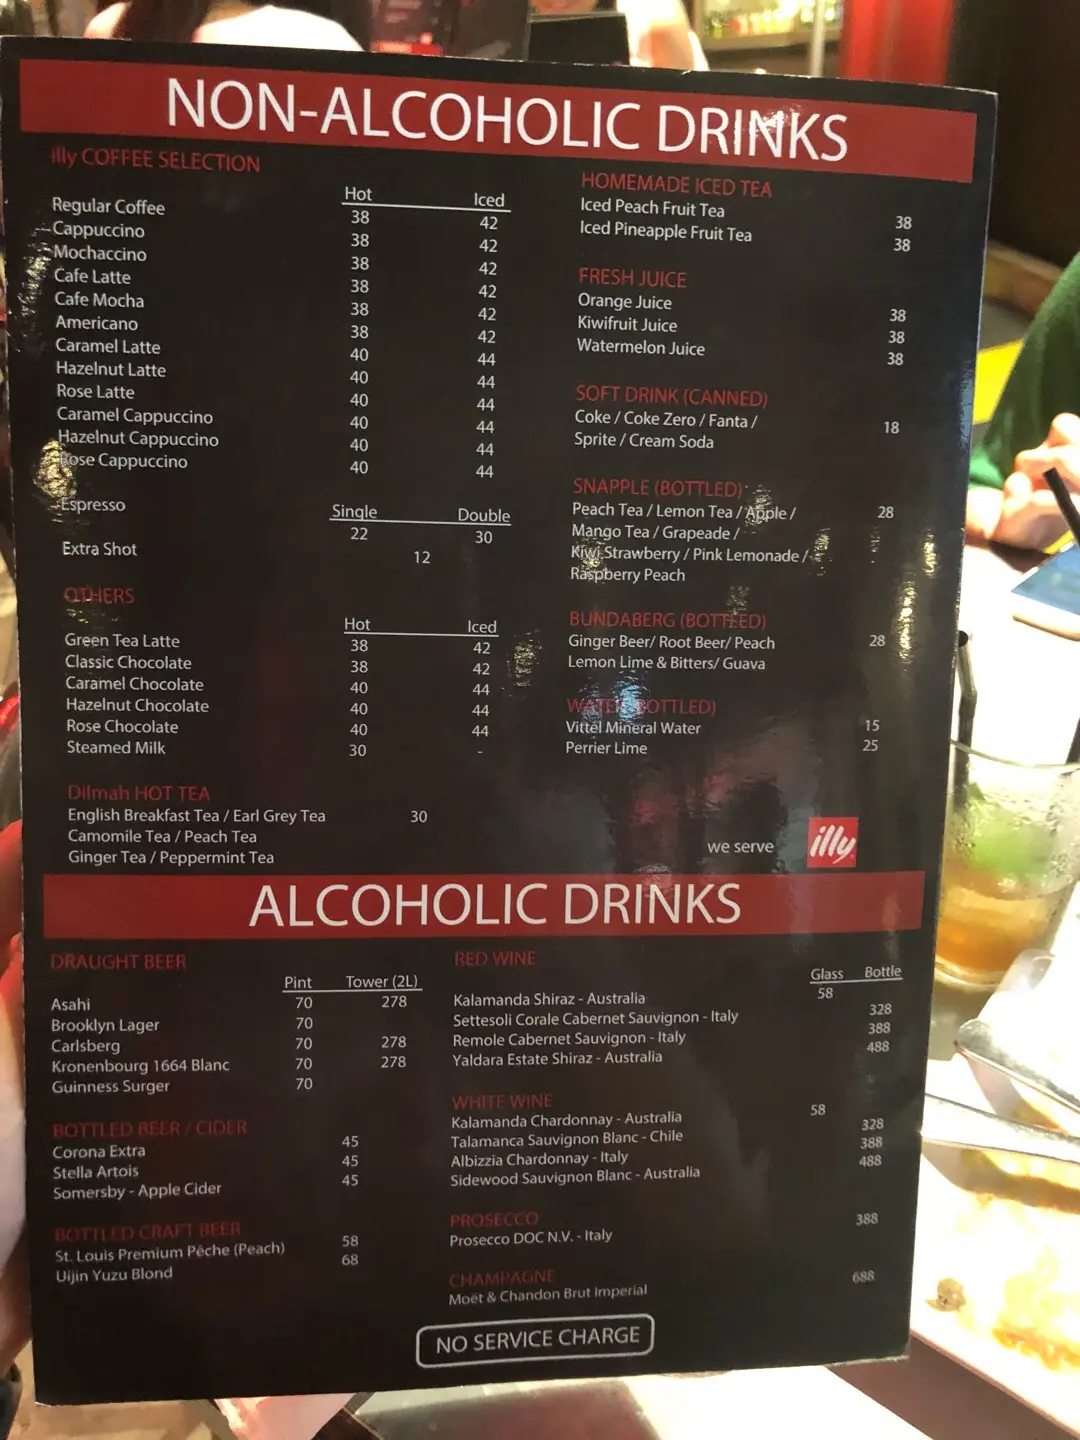 NON-ALCOHOLIC DRINKS
illy COFFEE SELECTION
Hot Iced
Regular Coffee 38 42
Cappuccino 38 42
Mochaccino 38 42
Cafe Latte 38 42
Cafe Mocha 38 42
Americano 38 42
Caramel Latte 40 44
Hazelnut Latte 40 44
Rose Latte 40 44
Caramel Cappuccino 40 44
Hazelnut Cappuccino 40 44
Rose Cappuccino 40 44
Single Double
Espresso 22 30
Extra Shot 12
OTHERS
Hot Iced
Green Tea Latte 38 42
Classic Chocolate 38 42
Caramel Chocolate 40 44
Hazelnut Chocolate 40 44
Rose Chocolate 40 44
Steamed Milk 30 -
Dilmah HOT TEA
English Breakfast Tea / Earl Grey Tea 30
Camomile Tea / Peach Tea
Ginger Tea / Peppermint Tea
HOMEMADE ICED TEA
Iced Peach Fruit Tea 38
Iced Pineapple Fruit Tea 38
FRESH JUICE
Orange Juice 38
Kiwifruit Juice 38
Watermelon Juice 38
SOFT DRINK (CANNED)
Coke / Coke Zero / Fanta / 18
Sprite / Cream Soda
SNAPPLE (BOTTLED)
Peach Tea / Lemon Tea / Apple / 28
Mango Tea / Grapeade /
Kiwi Strawberry / Pink Lemonade /
Raspberry Peach
BUNDABERG (BOTTLED)
Ginger Beer/ Root Beer/ Peach 28
Lemon Lime & Bitters/ Guava
WATER (BOTTLED)
Vittel Mineral Water 15
Perrier Lime 25
we serve illy
ALCOHOLIC DRINKS
DRAUGHT BEER
Pint Tower (2L)
Asahi 70 278
Brooklyn Lager 70
Carlsberg 70 278
Kronenbourg 1664 Blanc 70 278
Guinness Surger 70
BOTTLED BEER / CIDER
Corona Extra 45
Stella Artois 45
Somersby - Apple Cider 45
BOTTLED CRAFT BEER
St. Louis Premium Pêche (Peach) 58
Uijin Yuzu Blond 68
RED WINE
Glass Bottle
Kalamanda Shiraz - Australia 58
Settesoli Corale Cabernet Sauvignon - Italy 328
Remole Cabernet Sauvignon - Italy 388
Yaldara Estate Shiraz - Australia 488
WHITE WINE
Kalamanda Chardonnay - Australia 58
Talamanca Sauvignon Blanc - Chile 328
Albizzia Chardonnay - Italy 388
Sidewood Sauvignon Blanc - Australia 488
PROSECCO
Prosecco DOC N.V. - Italy 388
CHAMPAGNE
Moët & Chandon Brut Imperial 688
NO SERVICE CHARGE